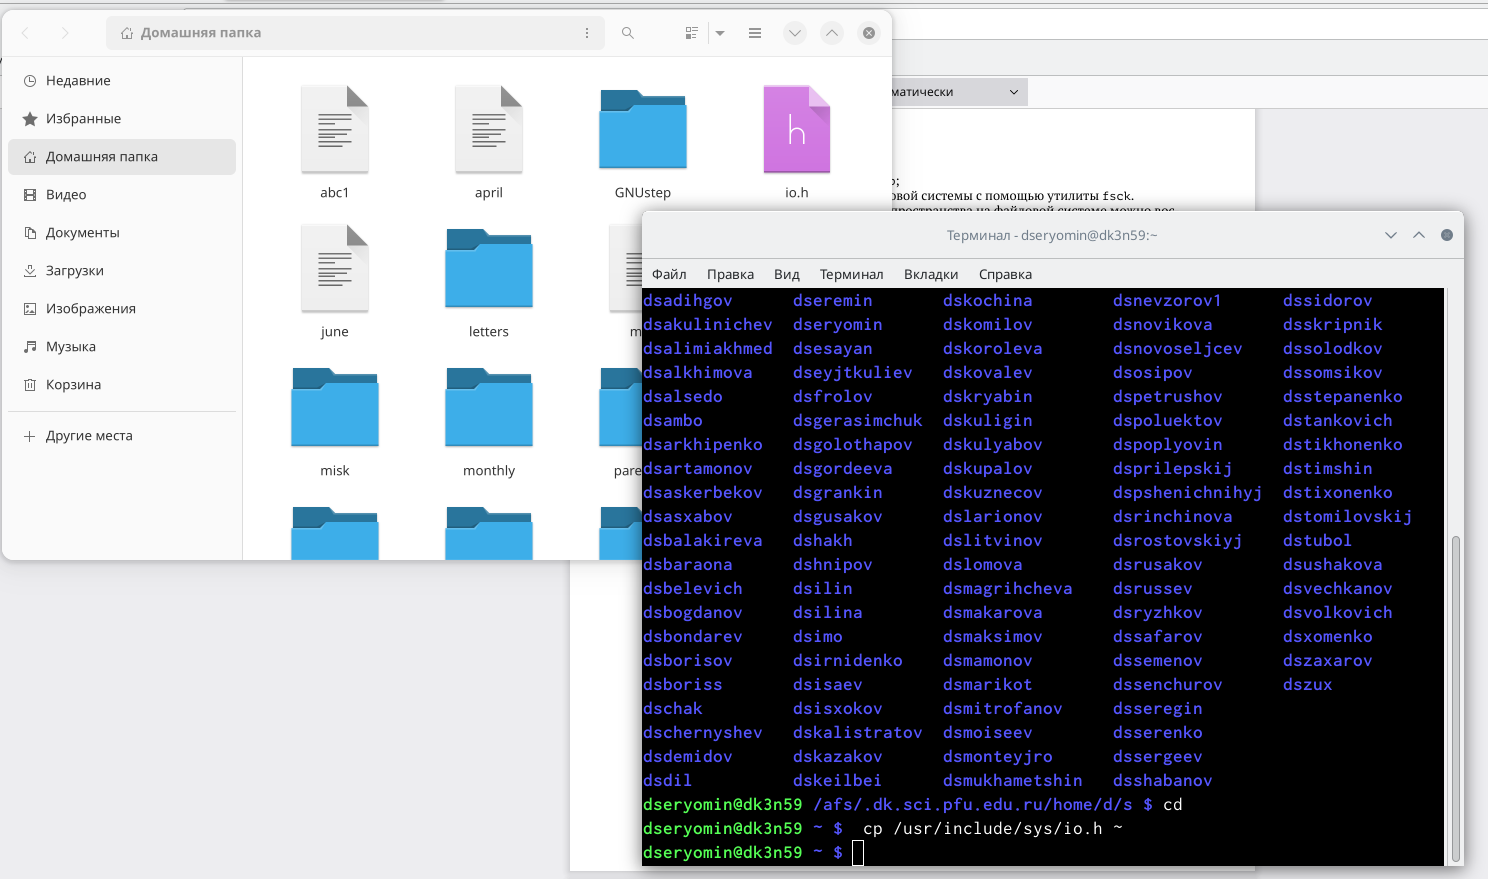 Домашняя папка
Недавние
Избранные
Домашняя папка
Видео
Документы
Загрузки
Изображения
Музыка
Корзина
Другие места
abc1 april GNUstep io.h
h
june letters m
misk monthly pare
матически
о;
овой системы с помощью утилиты fsck.
Терминал - dseryomin@dk3n59:~
Файл Правка Вид Терминал Вкладки Справка
dsadihgov dseremin dskochina dsnevzorov1 dssidorov
dsakulinichev dseryomin dskomilov dsnovikova dsskripnik
dsalimiakhmed dsesayan dskoroleva dsnovoseljcev dssolodkov
dsalkhimova dseyjtkuliev dskovalev dsosipov dssomsikov
dsalsedo dsfrolov dskryabin dspetrushov dsstepanenko
dsambo dsgerasimchuk dskuligin dspoluektov dstankovich
dsarkhipenko dsgolothapov dskulyabov dspoplyovin dstikhonenko
dsartamonov dsgordeeva dskupalov dsprilepskij dstimshin
dsaskerbekov dsgrankin dskuznecov dspshenichnihyj dstixonenko
dsasxabov dsgusakov dslarionov dsrinchinova dstomilovskij
dsbalakireva dshakh dslitvinov dsrostovskiyj dstubol
dsbaraona dshnipov dslomova dsrusakov dsushakova
dsbelevich dsilin dsmagrihcheva dsrussev dsvechkanov
dsbogdanov dsilina dsmakarova dsryzhkov dsvolkovich
dsbondarev dsimo dsmaksimov dssafarov dsxomenko
dsborisov dsirnidenko dsmamonov dssemenov dszaxarov
dsboriss dsisaev dsmarikot dssenchurov dszux
dschak dsisxokov dsmitrofanov dsseregin
dschernyshev dskalistratov dsmoiseev dsserenko
dsdemidov dskazakov dsmonteyjro dssergeev
dsdil dskeilbei dsmukhametshin dsshabanov
dseryomin@dk3n59 /afs/.dk.sci.pfu.edu.ru/home/d/s $ cd
dseryomin@dk3n59 ~ $ cp /usr/include/sys/io.h ~
dseryomin@dk3n59 ~ $